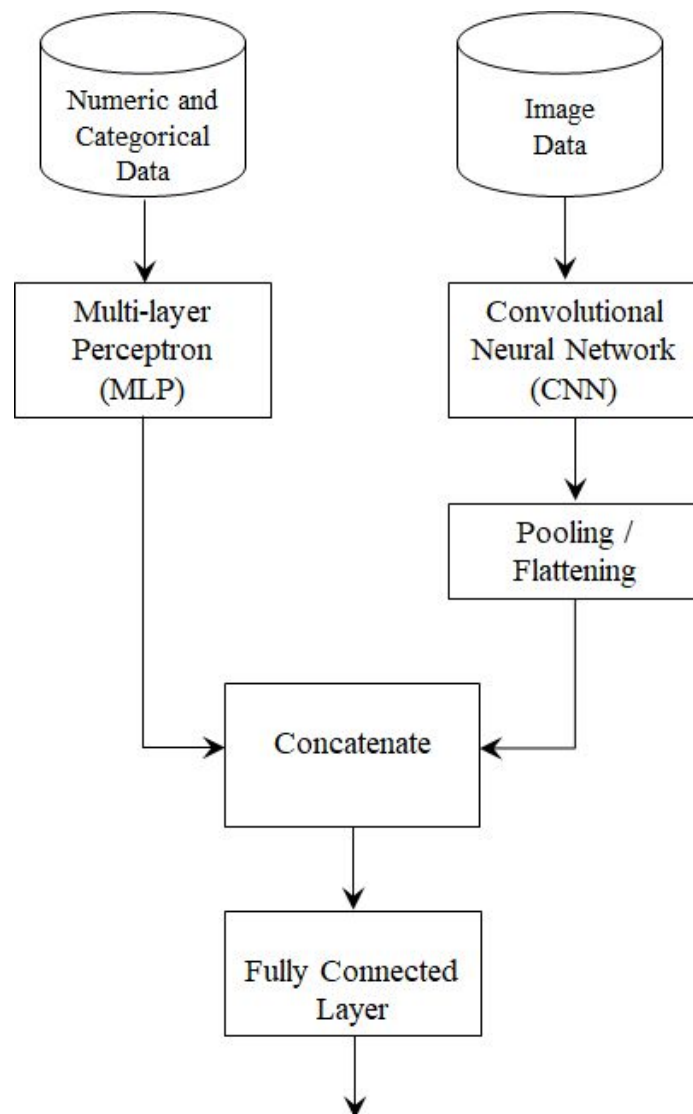 Numeric and
Categorical
Data
Image
Data
Multi-layer
Perceptron
(MLP)
Convolutional
Neural Network
(CNN)
Pooling /
Flattening
Concatenate
Fully Connected
Layer